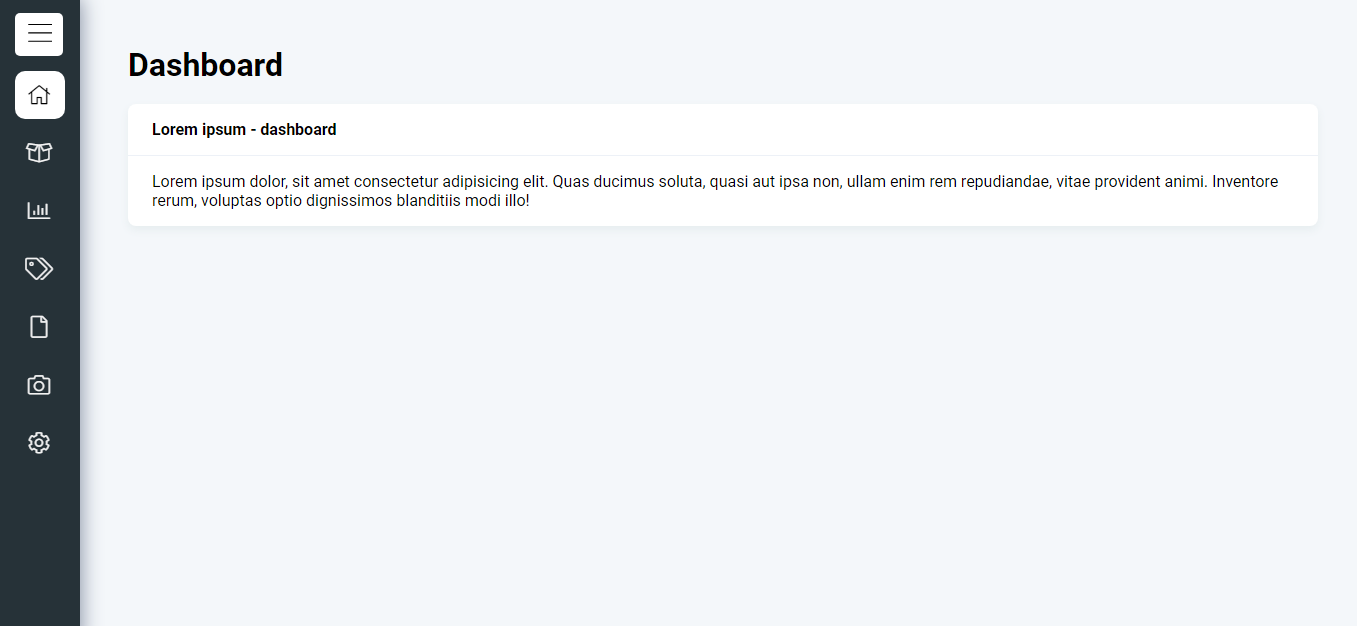 Dashboard
Lorem ipsum - dashboard
Lorem ipsum dolor, sit amet consectetur adipisicing elit. Quas ducimus soluta, quasi aut ipsa non, ullam enim rem repudiandae, vitae provident animi. Inventore
rerum, voluptas optio dignissimos blanditiis modi illo!